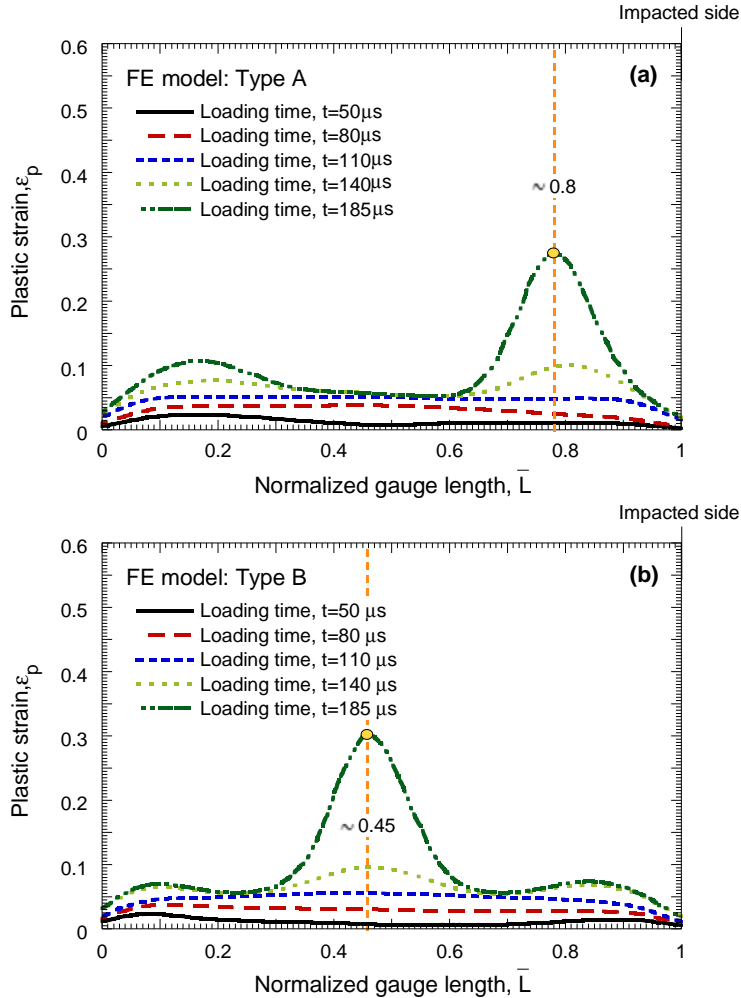 Impacted side
0.6
FE model: Type A
(a)
0.5
Loading time, t=50μs
Loading time, t=80μs
0.4
Loading time, t=110μs
Loading time, t=140μs
~ 0.8
Loading time, t=185μs
0.3
Plastic strain,εp
0.2
0.1
0
0 0.2 0.4 0.6 0.8 1
Normalized gauge length, L̅
Impacted side
0.6
FE model: Type B
(b)
0.5
Loading time, t=50 μs
Loading time, t=80 μs
0.4
Loading time, t=110 μs
Loading time, t=140 μs
Loading time, t=185 μs
0.3
Plastic strain,εp
0.2
~ 0.45
0.1
0
0 0.2 0.4 0.6 0.8 1
Normalized gauge length, L̅